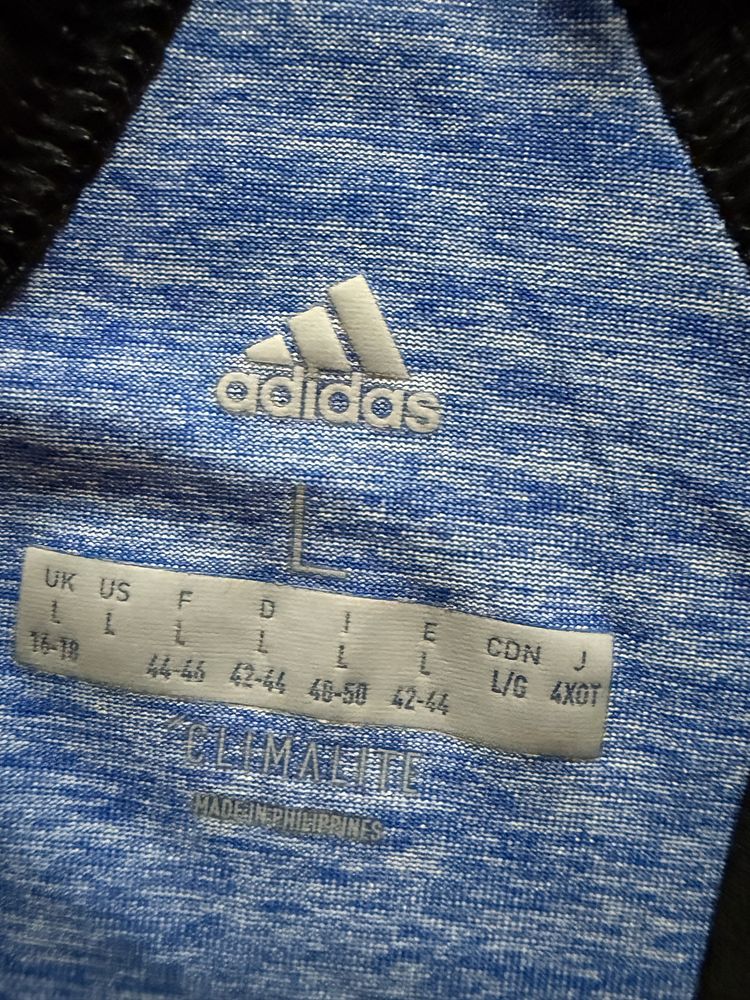 adidas
L
UK US F D I E CDN J
L L L L L L L/G 4XOT
16-18 44-46 42-44 48-50 42-44
CLIMALITE
MADE IN PHILIPPINES